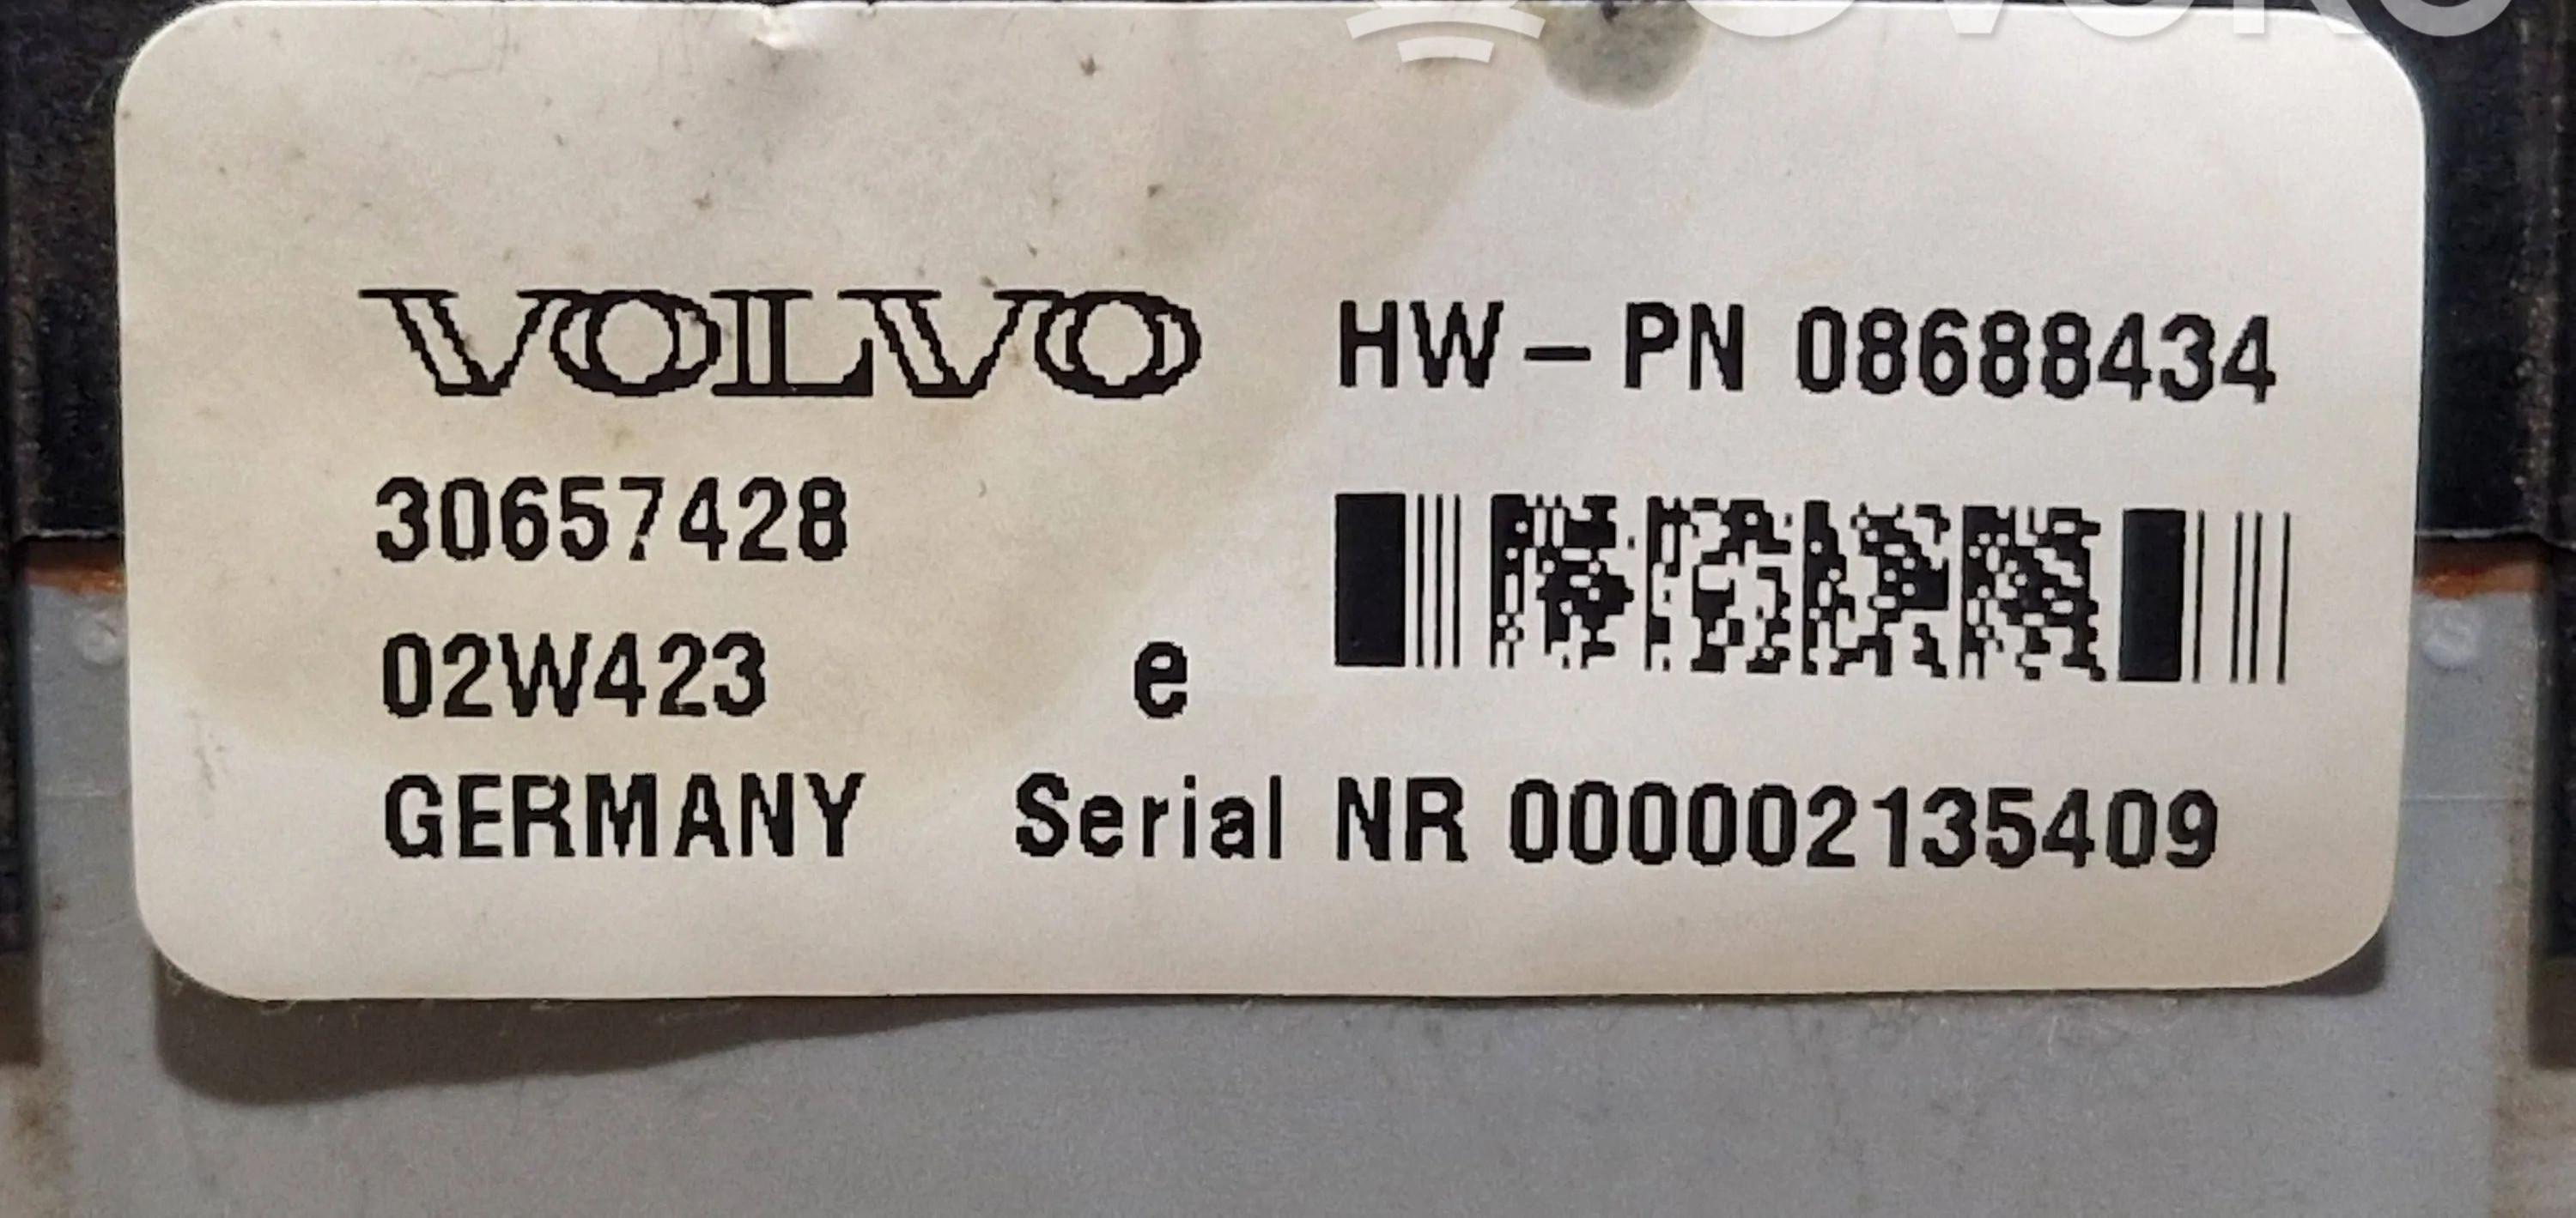 VOLVO HW-PN 08688434
30657428
02W423 e
GERMANY Serial NR 000002135409